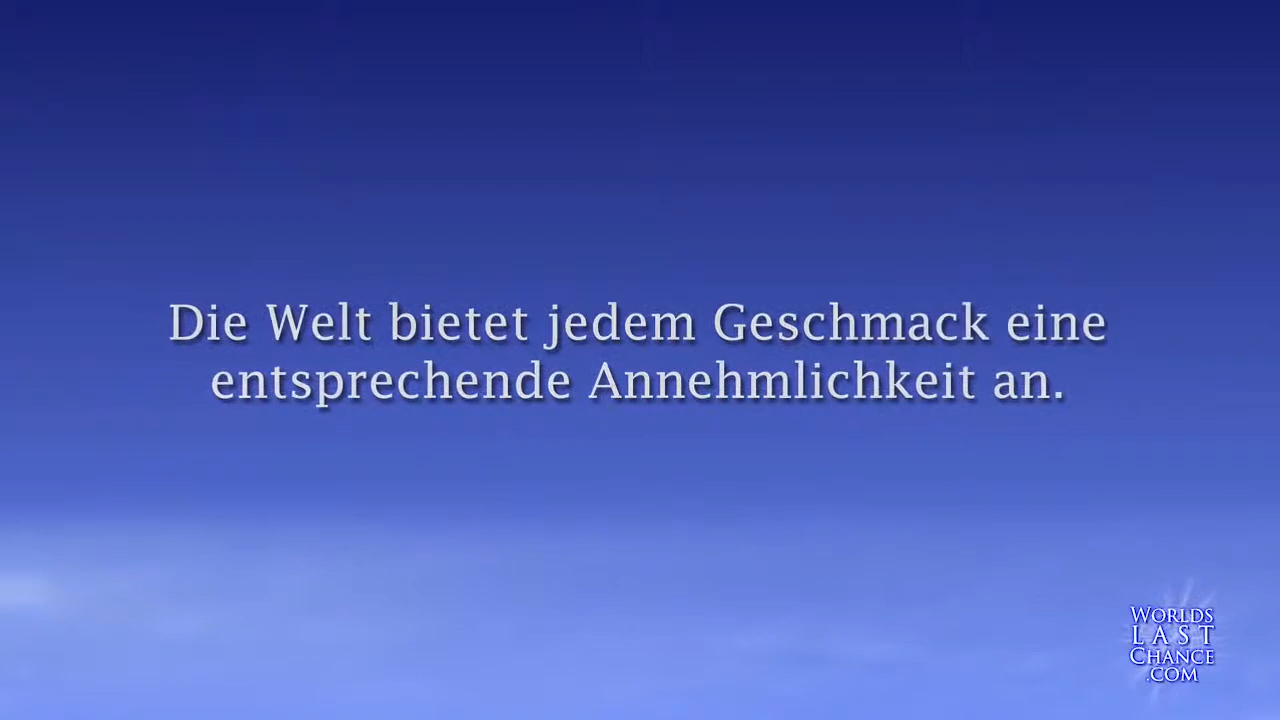 Die Welt bietet jedem Geschmack eine
entsprechende Annehmlichkeit an.
WORLDS
LAST
CHANCE
.COM